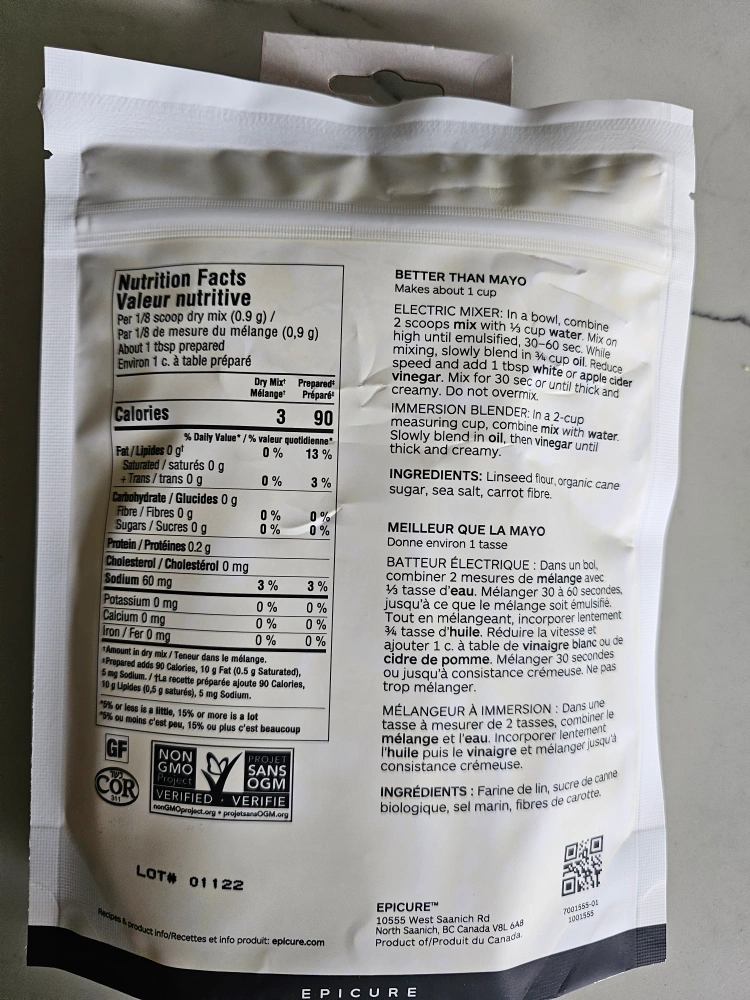 Nutrition Facts
Valeur nutritive
Per 1/8 scoop dry mix (0.9 g) /
Par 1/8 de mesure du mélange (0,9 g)
About 1 tbsp prepared
Environ 1 c. à table préparé
Dry Mix† Prepared‡
Mélange† Préparé‡
Calories 3 90
% Daily Value* / % valeur quotidienne*
Fat / Lipides 0 g† 0 % 13 %
Saturated / saturés 0 g
+ Trans / trans 0 g 0 % 3 %
Carbohydrate / Glucides 0 g
Fibre / Fibres 0 g 0 % 0 %
Sugars / Sucres 0 g 0 % 0 %
Protein / Protéines 0.2 g
Cholesterol / Cholestérol 0 mg
Sodium 60 mg 3 % 3 %
Potassium 0 mg 0 % 0 %
Calcium 0 mg 0 % 0 %
Iron / Fer 0 mg 0 % 0 %
†Amount in dry mix / Teneur dans le mélange.
‡Prepared adds 90 Calories, 10 g Fat (0.5 g Saturated),
5 mg Sodium. / ‡La recette préparée ajoute 90 Calories,
10 g Lipides (0,5 g saturés), 5 mg Sodium.
*5% or less is a little, 15% or more is a lot
*5% ou moins c'est peu, 15% ou plus c'est beaucoup
GF
COR
311
NON
GMO
Project
VERIFIED
PROJET
SANS
OGM
VERIFIÉ
nonGMOproject.org • projetsansOGM.org
LOT# 01122
Recipes & product info/Recettes et info produit: epicure.com
BETTER THAN MAYO
Makes about 1 cup
ELECTRIC MIXER: In a bowl, combine
2 scoops mix with ⅓ cup water. Mix on
high until emulsified, 30–60 sec. While
mixing, slowly blend in ¾ cup oil. Reduce
speed and add 1 tbsp white or apple cider
vinegar. Mix for 30 sec or until thick and
creamy. Do not overmix.
IMMERSION BLENDER: In a 2-cup
measuring cup, combine mix with water.
Slowly blend in oil, then vinegar until
thick and creamy.
INGREDIENTS: Linseed flour, organic cane
sugar, sea salt, carrot fibre.
MEILLEUR QUE LA MAYO
Donne environ 1 tasse
BATTEUR ÉLECTRIQUE : Dans un bol,
combiner 2 mesures de mélange avec
⅓ tasse d'eau. Mélanger 30 à 60 secondes,
jusqu'à ce que le mélange soit émulsifié.
Tout en mélangeant, incorporer lentement
¾ tasse d'huile. Réduire la vitesse et
ajouter 1 c. à table de vinaigre blanc ou de
cidre de pomme. Mélanger 30 secondes
ou jusqu'à consistance crémeuse. Ne pas
trop mélanger.
MÉLANGEUR À IMMERSION : Dans une
tasse à mesurer de 2 tasses, combiner le
mélange et l'eau. Incorporer lentement
l'huile puis le vinaigre et mélanger jusqu'à
consistance crémeuse.
INGRÉDIENTS : Farine de lin, sucre de canne
biologique, sel marin, fibres de carotte.
EPICURE™
10555 West Saanich Rd
North Saanich, BC Canada V8L 6A8
Product of/Produit du Canada.
7001555-01
1001555
EPICURE